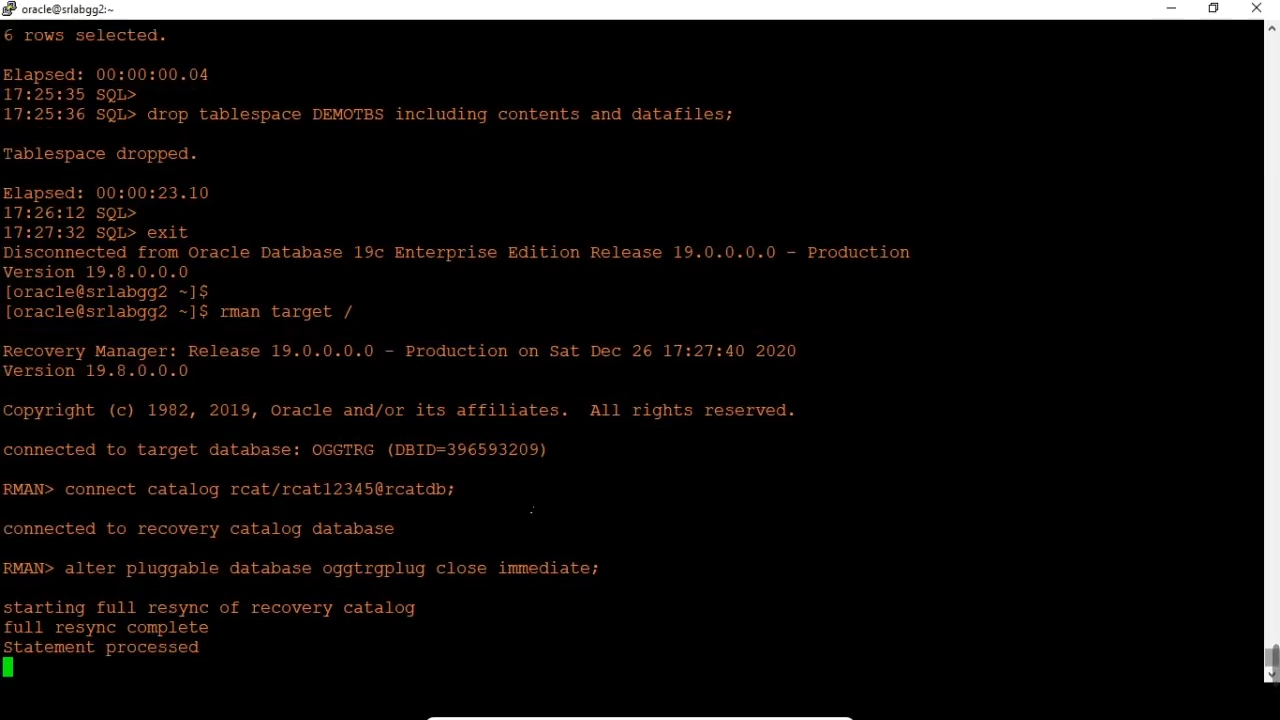 oracle@srlabgg2:~
6 rows selected.
Elapsed: 00:00:00.04
17:25:35 SQL>
17:25:36 SQL> drop tablespace DEMOTBS including contents and datafiles;
Tablespace dropped.
Elapsed: 00:00:23.10
17:26:12 SQL>
17:27:32 SQL> exit
Disconnected from Oracle Database 19c Enterprise Edition Release 19.0.0.0.0 - Production
Version 19.8.0.0.0
[oracle@srlabgg2 ~]$
[oracle@srlabgg2 ~]$ rman target /
Recovery Manager: Release 19.0.0.0.0 - Production on Sat Dec 26 17:27:40 2020
Version 19.8.0.0.0
Copyright (c) 1982, 2019, Oracle and/or its affiliates.  All rights reserved.
connected to target database: OGGTRG (DBID=396593209)
RMAN> connect catalog rcat/rcat12345@rcatdb;
connected to recovery catalog database
RMAN> alter pluggable database oggtrgplug close immediate;
starting full resync of recovery catalog
full resync complete
Statement processed